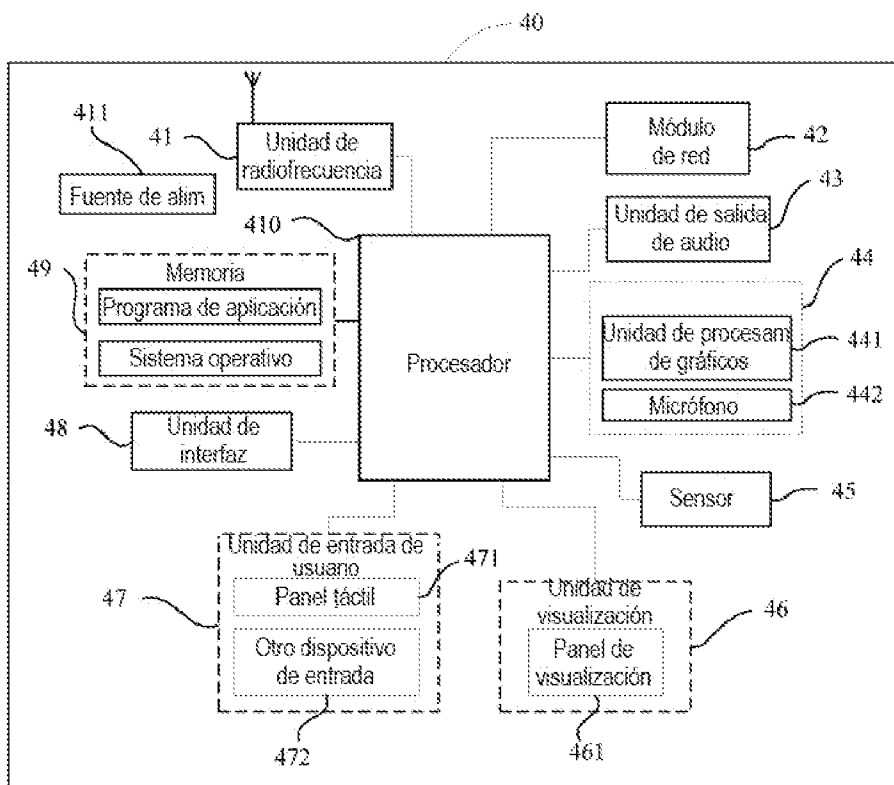 40
411
41
Unidad de
radiofrecuencia
Módulo
de red
42
Fuente de alim
410
Unidad de salida
de audio
43
49
Memoria
Programa de aplicación
Sistema operativo
Procesador
44
Unidad de procesam
de gráficos
441
Micrófono
442
48
Unidad de
interfaz
Sensor
45
Unidad de entrada de
usuario
471
47
Panel táctil
Otro dispositivo
de entrada
472
Unidad de
visualización
46
Panel de
visualización
461